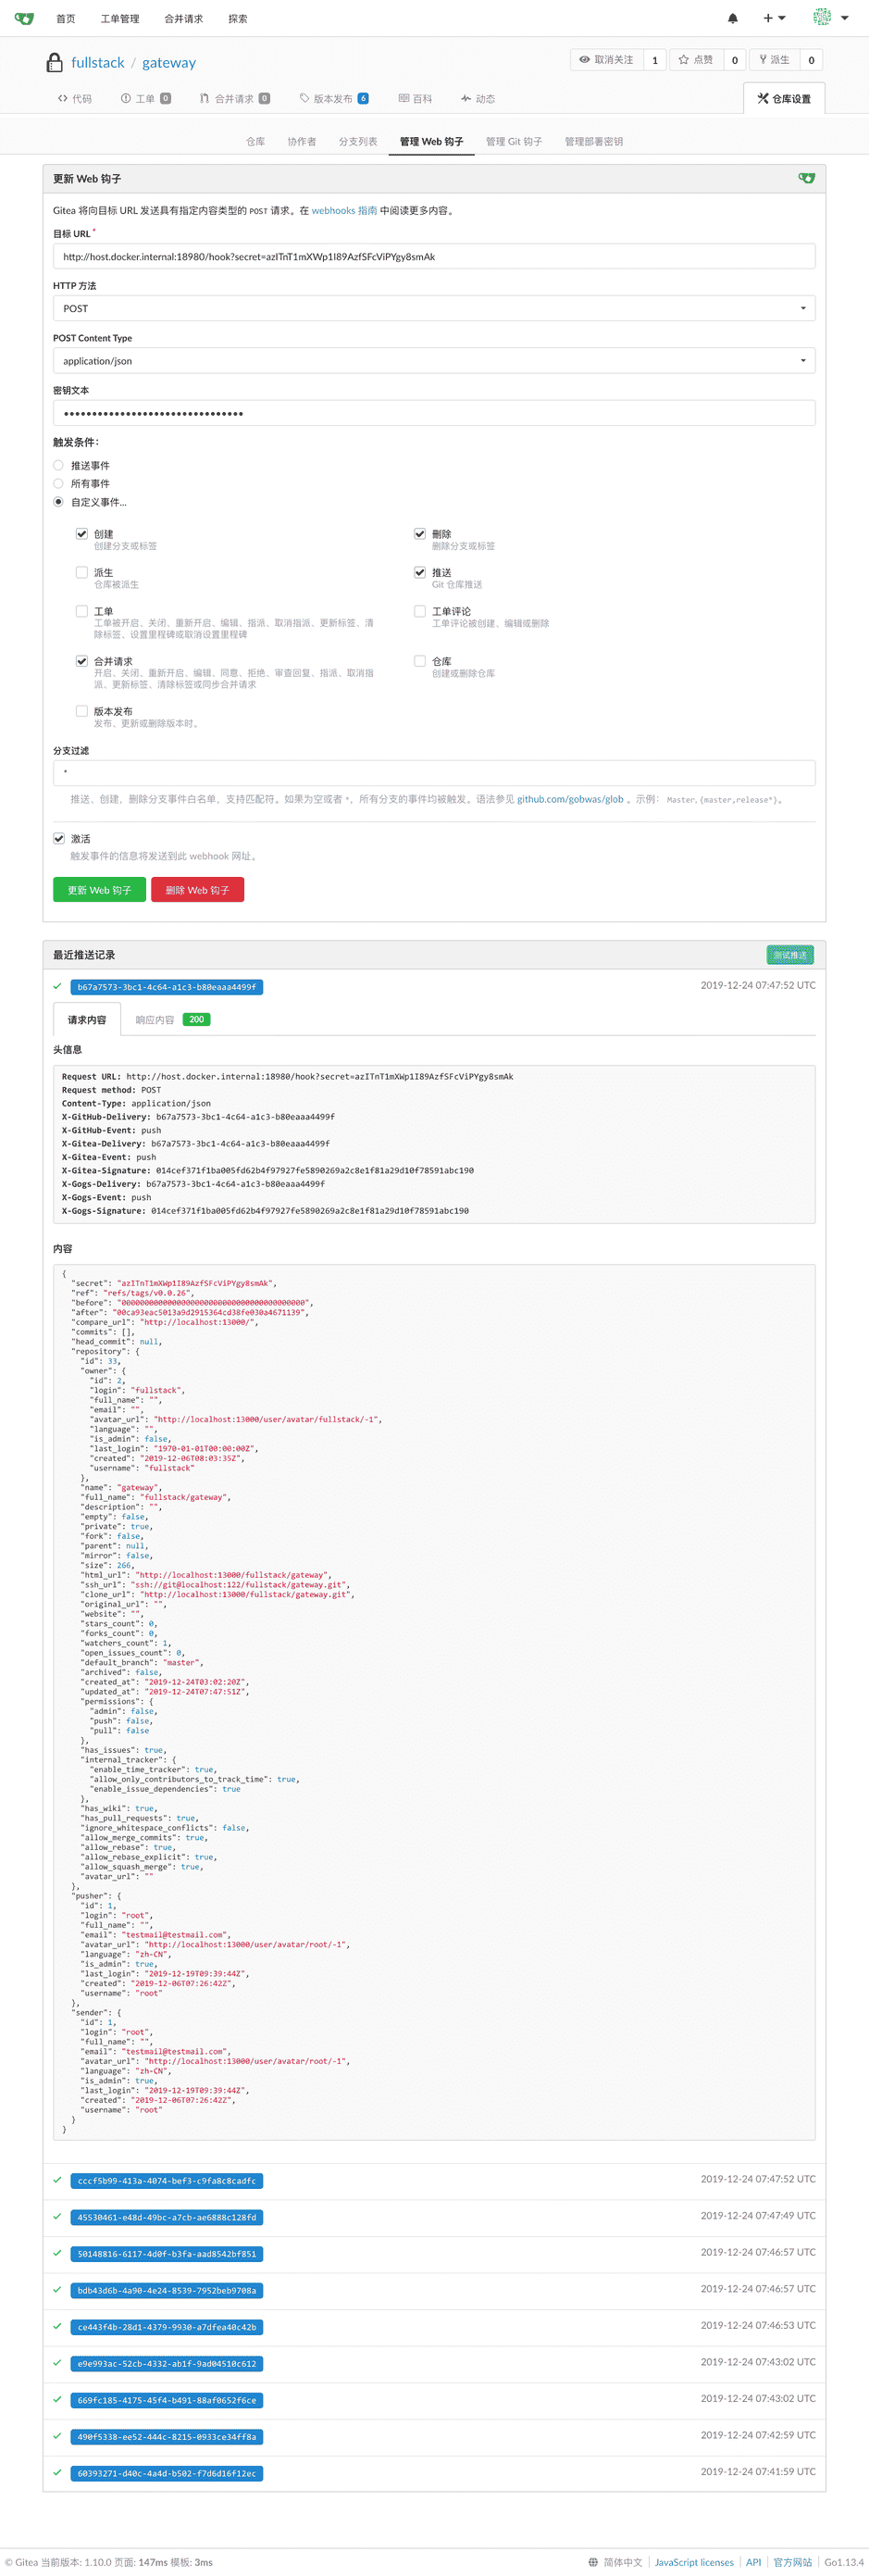 首页 工单管理 合并请求 探索
fullstack / gateway
取消关注 1 点赞 0 派生 0
代码 工单 0 合并请求 0 版本发布 6 百科 动态 仓库设置
仓库 协作者 分支列表 管理 Web 钩子 管理 Git 钩子 管理部署密钥
更新 Web 钩子
Gitea 将向目标 URL 发送具有指定内容类型的 POST 请求。在 webhooks 指南 中阅读更多内容。
目标 URL *
http://host.docker.internal:18980/hook?secret=azITnT1mXWp1I89AzfSFcViPYgy8smAk
HTTP 方法
POST
POST Content Type
application/json
密钥文本
触发条件：
推送事件
所有事件
自定义事件...
创建
创建分支或标签
刪除
删除分支或标签
派生
仓库被派生
推送
Git 仓库推送
工单
工单被开启、关闭、重新开启、编辑、指派、取消指派、更新标签、清
除标签、设置里程碑或取消设置里程碑
工单评论
工单评论被创建、编辑或删除
合并请求
开启、关闭、重新开启、编辑、同意、拒绝、审查回复、指派、取消指
派、更新标签、清除标签或同步合并请求
仓库
创建或删除仓库
版本发布
发布、更新或删除版本时。
分支过滤
*
推送、创建，删除分支事件白名单，支持匹配符。如果为空或者 *，所有分支的事件均被触发。语法参见 github.com/gobwas/glob 。示例： Master，{master,release*}。
激活
触发事件的信息将发送到此 webhook 网址。
更新 Web 钩子 删除 Web 钩子
最近推送记录 测试推送
b67a7573-3bc1-4c64-a1c3-b80eaaa4499f 2019-12-24 07:47:52 UTC
请求内容 响应内容 200
头信息
Request URL: http://host.docker.internal:18980/hook?secret=azITnT1mXWp1I89AzfSFcViPYgy8smAk
Request method: POST
Content-Type: application/json
X-GitHub-Delivery: b67a7573-3bc1-4c64-a1c3-b80eaaa4499f
X-GitHub-Event: push
X-Gitea-Delivery: b67a7573-3bc1-4c64-a1c3-b80eaaa4499f
X-Gitea-Event: push
X-Gitea-Signature: 014cef371f1ba005fd62b4f97927fe5890269a2c8e1f81a29d10f78591abc190
X-Gogs-Delivery: b67a7573-3bc1-4c64-a1c3-b80eaaa4499f
X-Gogs-Event: push
X-Gogs-Signature: 014cef371f1ba005fd62b4f97927fe5890269a2c8e1f81a29d10f78591abc190
内容
{
"secret": "azITnT1mXWp1I89AzfSFcViPYgy8smAk",
"ref": "refs/tags/v0.0.26",
"before": "0000000000000000000000000000000000000000",
"after": "00ca93eac5013a9d2915364cd38fe030a4671139",
"compare_url": "http://localhost:13000/",
"commits": [],
"head_commit": null,
"repository": {
"id": 33,
"owner": {
"id": 2,
"login": "fullstack",
"full_name": "",
"email": "",
"avatar_url": "http://localhost:13000/user/avatar/fullstack/-1",
"language": "",
"is_admin": false,
"last_login": "1970-01-01T00:00:00Z",
"created": "2019-12-06T08:03:35Z",
"username": "fullstack"
},
"name": "gateway",
"full_name": "fullstack/gateway",
"description": "",
"empty": false,
"private": true,
"fork": false,
"parent": null,
"mirror": false,
"size": 266,
"html_url": "http://localhost:13000/fullstack/gateway",
"ssh_url": "ssh://git@localhost:122/fullstack/gateway.git",
"clone_url": "http://localhost:13000/fullstack/gateway.git",
"original_url": "",
"website": "",
"stars_count": 0,
"forks_count": 0,
"watchers_count": 1,
"open_issues_count": 0,
"default_branch": "master",
"archived": false,
"created_at": "2019-12-24T03:02:20Z",
"updated_at": "2019-12-24T07:47:51Z",
"permissions": {
"admin": false,
"push": false,
"pull": false
},
"has_issues": true,
"internal_tracker": {
"enable_time_tracker": true,
"allow_only_contributors_to_track_time": true,
"enable_issue_dependencies": true
},
"has_wiki": true,
"has_pull_requests": true,
"ignore_whitespace_conflicts": false,
"allow_merge_commits": true,
"allow_rebase": true,
"allow_rebase_explicit": true,
"allow_squash_merge": true,
"avatar_url": ""
},
"pusher": {
"id": 1,
"login": "root",
"full_name": "",
"email": "testmail@testmail.com",
"avatar_url": "http://localhost:13000/user/avatar/root/-1",
"language": "zh-CN",
"is_admin": true,
"last_login": "2019-12-19T09:39:44Z",
"created": "2019-12-06T07:26:42Z",
"username": "root"
},
"sender": {
"id": 1,
"login": "root",
"full_name": "",
"email": "testmail@testmail.com",
"avatar_url": "http://localhost:13000/user/avatar/root/-1",
"language": "zh-CN",
"is_admin": true,
"last_login": "2019-12-19T09:39:44Z",
"created": "2019-12-06T07:26:42Z",
"username": "root"
}
}
cccf5b99-413a-4074-bef3-c9fa8c8cadfc 2019-12-24 07:47:52 UTC
45530461-e48d-49bc-a7cb-ae6888c128fd 2019-12-24 07:47:49 UTC
50148816-6117-4d0f-b3fa-aad8542bf851 2019-12-24 07:46:57 UTC
bdb43d6b-4a90-4e24-8539-7952beb9708a 2019-12-24 07:46:57 UTC
ce443f4b-28d1-4379-9930-a7dfea40c42b 2019-12-24 07:46:53 UTC
e9e993ac-52cb-4332-ab1f-9ad04510c612 2019-12-24 07:43:02 UTC
669fc185-4175-45f4-b491-88af0652f6ce 2019-12-24 07:43:02 UTC
490f5338-ee52-444c-8215-0933ce34ff8a 2019-12-24 07:42:59 UTC
60393271-d40c-4a4d-b502-f7d6d16f12ec 2019-12-24 07:41:59 UTC
© Gitea 当前版本: 1.10.0 页面: 147ms 模板: 3ms 简体中文 JavaScript licenses API 官方网站 Go1.13.4